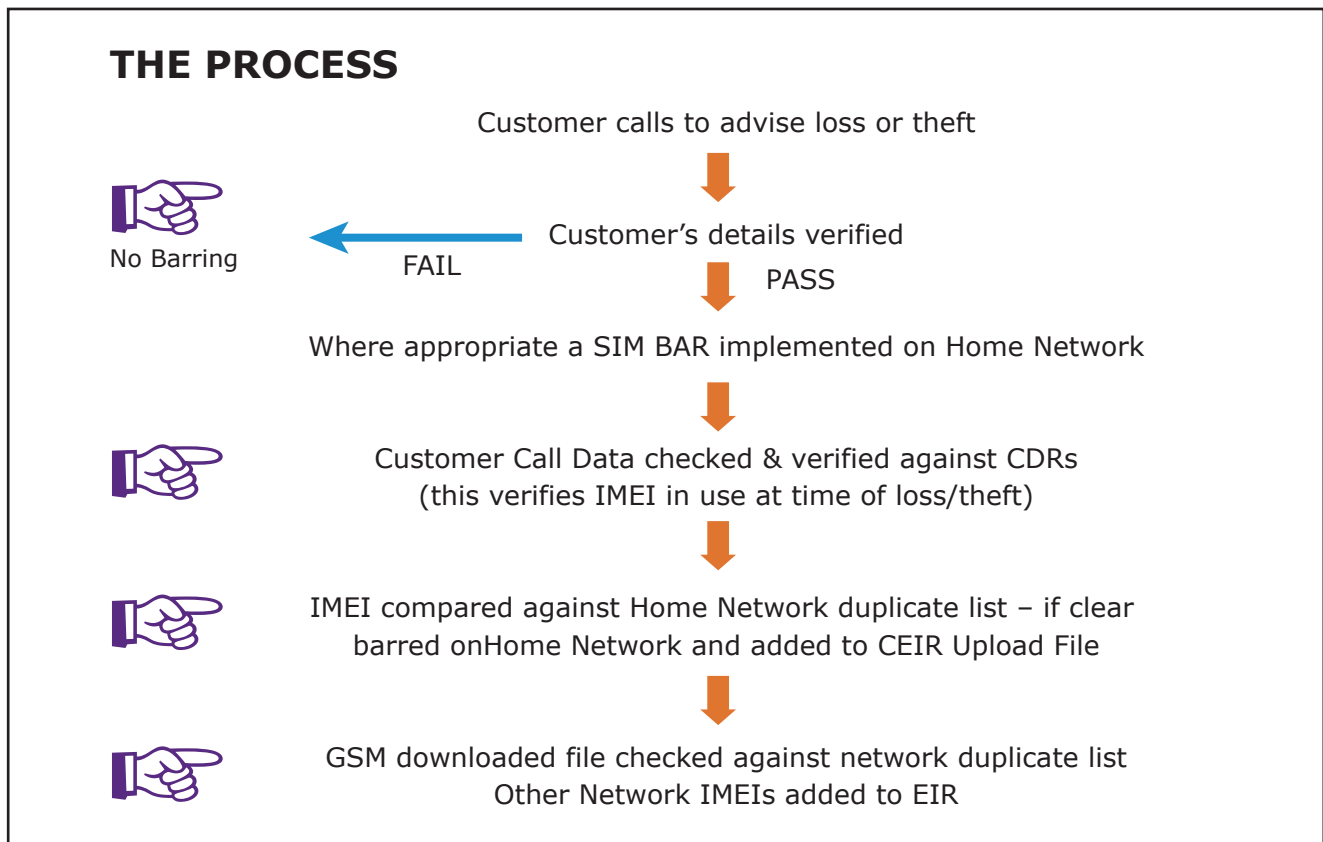 THE PROCESS
Customer calls to advise loss or theft
Customer’s details verified
No Barring
FAIL
PASS
Where appropriate a SIM BAR implemented on Home Network
Customer Call Data checked & verified against CDRs
(this verifies IMEI in use at time of loss/theft)
IMEI compared against Home Network duplicate list – if clear
barred onHome Network and added to CEIR Upload File
GSM downloaded file checked against network duplicate list
Other Network IMEIs added to EIR